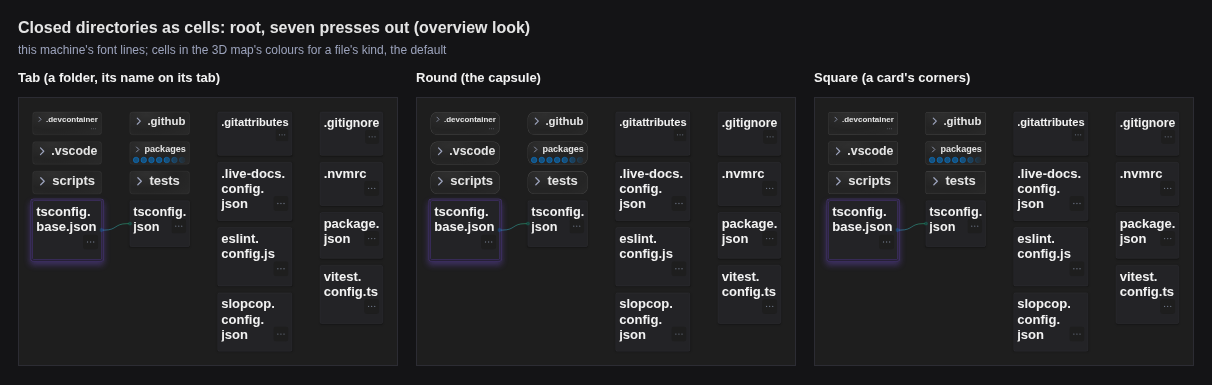 Closed directories as cells: root, seven presses out (overview look)
this machine's font lines; cells in the 3D map's colours for a file's kind, the default
Tab (a folder, its name on its tab)
.devcontainer
...
.github
.gitattributes
...
.gitignore
...
.vscode
packages
scripts
tests
.live-docs.
config.
json
...
.nvmrc
...
tsconfig.
base.json
...
tsconfig.
json
...
package.
json
...
eslint.
config.js
...
vitest.
config.ts
...
slopcop.
config.
json
...
Round (the capsule)
.devcontainer
...
.github
.gitattributes
...
.gitignore
...
.vscode
packages
scripts
tests
.live-docs.
config.
json
...
.nvmrc
...
tsconfig.
base.json
...
tsconfig.
json
...
package.
json
...
eslint.
config.js
...
vitest.
config.ts
...
slopcop.
config.
json
...
Square (a card's corners)
.devcontainer
...
.github
.gitattributes
...
.gitignore
...
.vscode
packages
scripts
tests
.live-docs.
config.
json
...
.nvmrc
...
tsconfig.
base.json
...
tsconfig.
json
...
package.
json
...
eslint.
config.js
...
vitest.
config.ts
...
slopcop.
config.
json
...